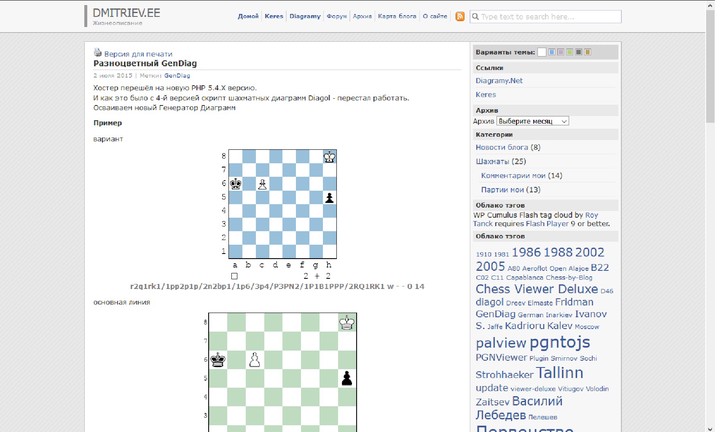 DMITRIEV.EE
Жизнеописания
Домой Keres Diagramy Форум Архив Карта блога О сайте
Type text to search here...
Версия для печати
Разноцветный GenDiag
2 июля 2015 | Метки: GenDiag
Хостер перешёл на новую PHP 5.4.X версию.
И как это было с 4-й версией скрипт шахматных диаграмм Diagol - перестал работать.
Осваиваем новый Генератор Диаграмм
Пример
вариант
8
7
6
5
4
3
2
1
a b c d e f g h
2 + 2
r2q1rk1/1pp2p1p/2n2bp1/1p6/3p4/P3PN2/1P1B1PPP/2RQ1RK1 w - - 0 14
основная линия
8
7
6
5
4
3
Варианты темы:
Ссылки
Diagramy.Net
Keres
Архив
Архив Выберите месяц
Категории
Новости блога (8)
Шахматы (25)
Комментарии мои (14)
Партии мои (13)
Облако тэгов
WP Cumulus Flash tag cloud by Roy
Tanck requires Flash Player 9 or better.
Облако тэгов
1910 1981 1986 1988 2002
2005 A80 Aeroflot Open Alajoe B22
C02 C11 Capablanca Chess-by-Blog
Chess Viewer Deluxe D46
diagol Dreev Elmaste Fridman
GenDiag German Inarkiev Ivanov
S. Jaffe Kadrioru Kalev Moscow
palview pgntojs
PGNViewer Plugin Smirnov Sochi
Strohhaeker Tallinn
update viewer-deluxe Vitiugov Volodin
Zaitsev Василий
Лебедев Пелешев
Первенство